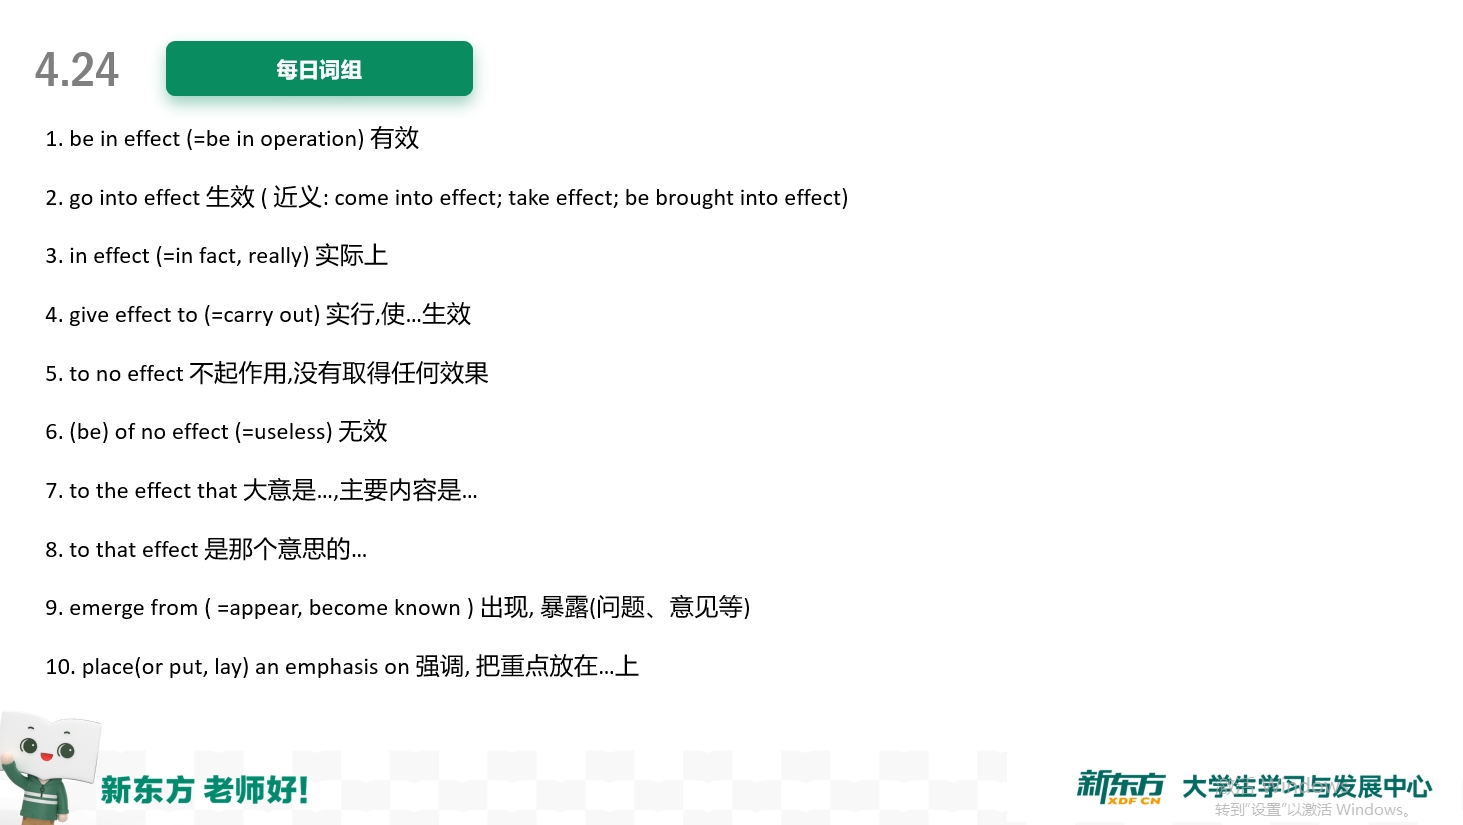 4.24
每日词组
1. be in effect (=be in operation) 有效
2. go into effect 生效 ( 近义: come into effect; take effect; be brought into effect)
3. in effect (=in fact, really) 实际上
4. give effect to (=carry out) 实行,使...生效
5. to no effect 不起作用,没有取得任何效果
6. (be) of no effect (=useless) 无效
7. to the effect that 大意是...,主要内容是...
8. to that effect 是那个意思的...
9. emerge from ( =appear, become known ) 出现, 暴露(问题、意见等)
10. place(or put, lay) an emphasis on 强调, 把重点放在...上
新东方 老师好!
新东方 XDF.CN 大学生学习与发展中心
激活 Windows
转到“设置”以激活 Windows。